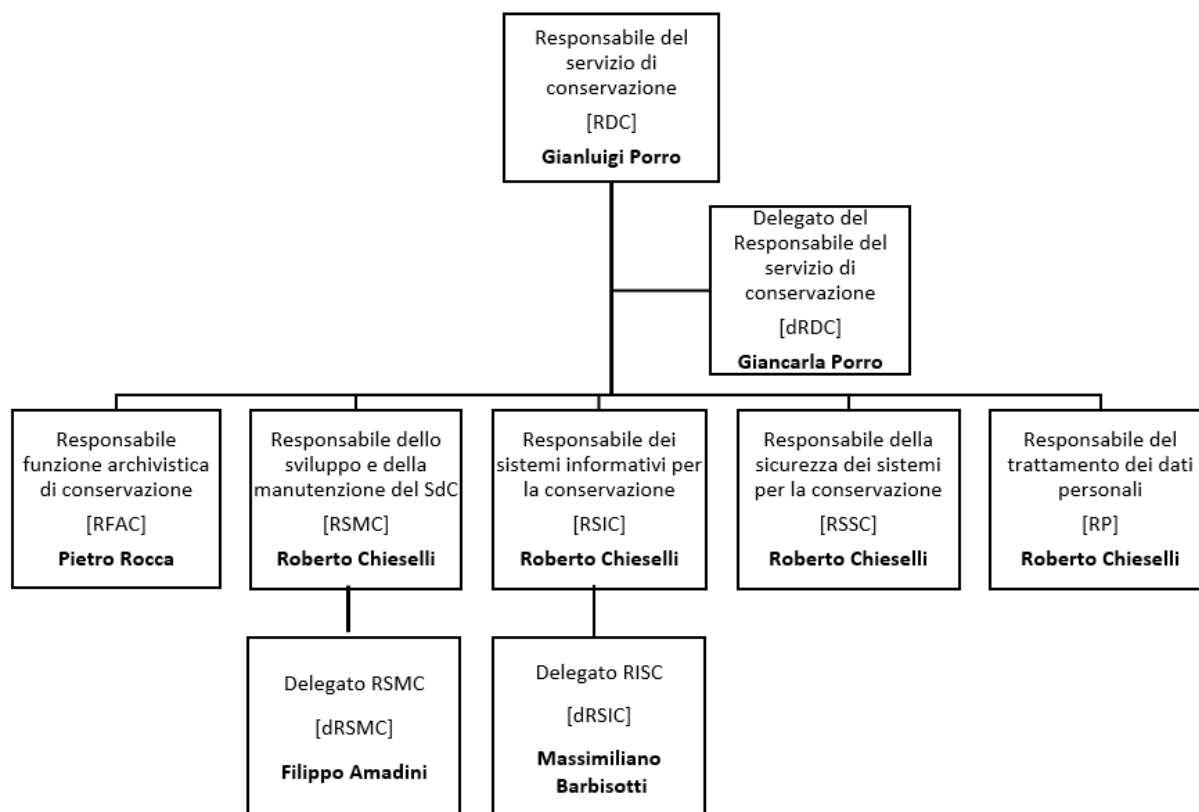 Responsabile del
servizio di
conservazione
[RDC]
Gianluigi Porro
Delegato del
Responsabile del
servizio di
conservazione
[dRDC]
Giancarla Porro
Responsabile
funzione archivistica
di conservazione
[RFAC]
Pietro Rocca
Responsabile dello
sviluppo e della
manutenzione del SdC
[RSMC]
Roberto Chieselli
Responsabile dei
sistemi informativi per
la conservazione
[RSIC]
Roberto Chieselli
Responsabile della
sicurezza dei sistemi
per la conservazione
[RSSC]
Roberto Chieselli
Responsabile del
trattamento dei dati
personali
[RP]
Roberto Chieselli
Delegato RSMC
[dRSMC]
Filippo Amadini
Delegato RISC
[dRSIC]
Massimiliano
Barbisotti